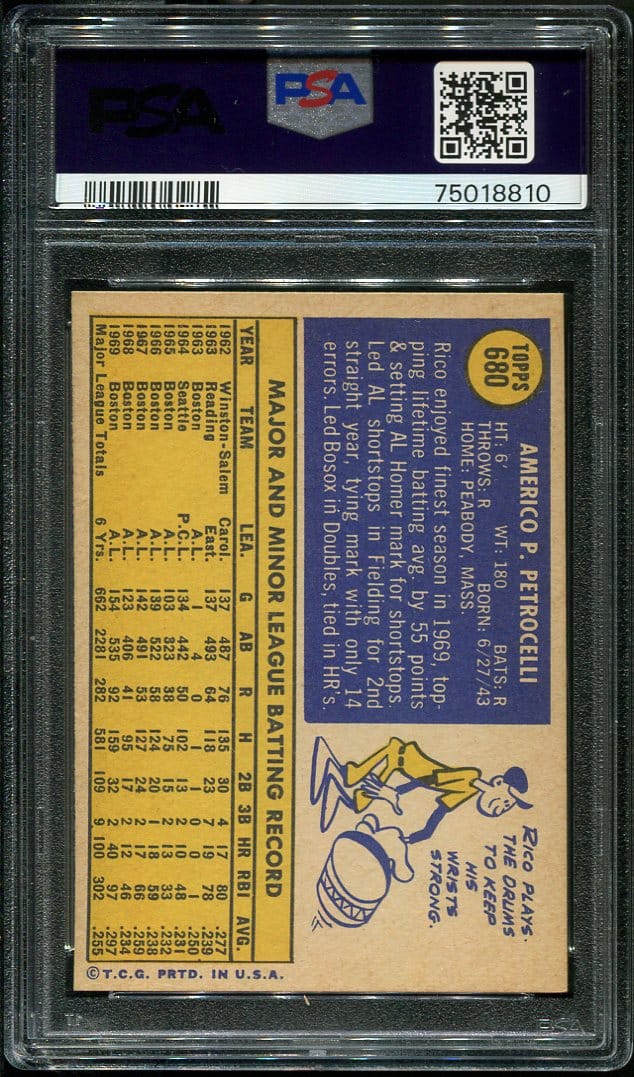 PSA
PSA
75018810
TOPPS
680
AMERICO P. PETROCELLI
HT: 6' WT: 180 BATS: R
THROWS: R BORN: 6/27/43
HOME: PEABODY, MASS.
Rico enjoyed finest season in 1969, top-
ping lifetime batting avg. by 55 points
& setting AL Homer mark for shortstops.
Led AL shortstops in Fielding for 2nd
straight year, tying mark with only 14
errors. Led Bosox in Doubles, tied in HR's.
RICO PLAYS
THE DRUMS
TO KEEP
HIS
WRISTS
STRONG.
MAJOR AND MINOR LEAGUE BATTING RECORD
YEAR TEAM LEA. G AB R H 2B 3B HR RBI AVG.
1962 Winston-Salem Carol. 137 487 76 135 30 4 17 80 .277
1963 Reading East. 137 493 64 118 23 7 19 78 .239
1963 Boston A.L. 1 4 0 1 1 0 0 1 .250
1964 Seattle P.C.L. 134 442 50 102 13 2 10 48 .231
1965 Boston A.L. 103 323 38 75 15 2 13 33 .232
1966 Boston A.L. 139 522 58 124 20 1 18 59 .238
1967 Boston A.L. 142 491 53 127 24 2 17 66 .259
1968 Boston A.L. 123 406 41 95 17 2 12 46 .234
1969 Boston A.L. 154 535 92 159 32 2 40 97 .297
Major League Totals 6 Yrs. 662 2281 282 581 109 9 100 302 .255
© T.C.G. PRTD. IN U.S.A.
PSA